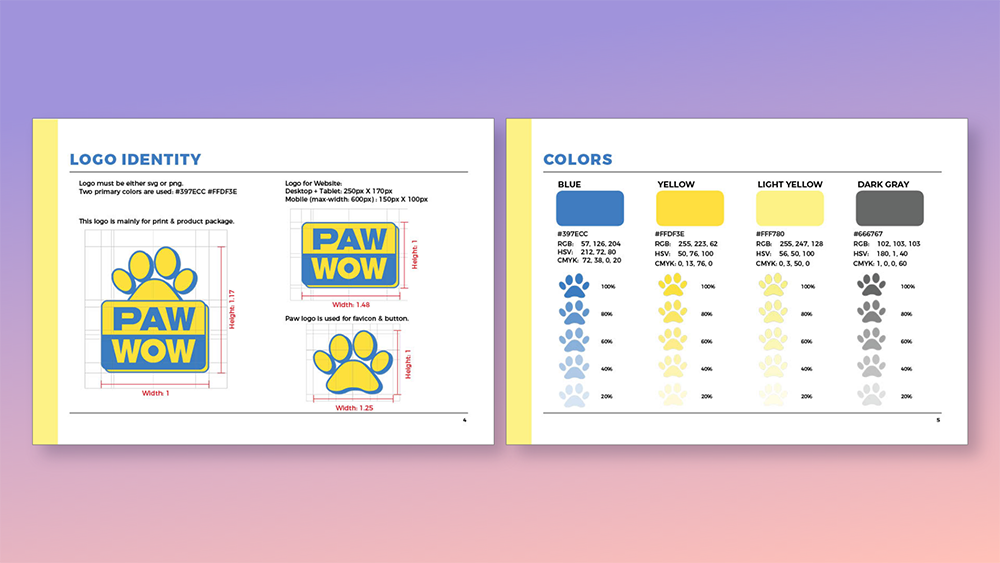 LOGO IDENTITY
Logo must be either svg or png.
Two primary colors are used: #397ECC #FFDF3E
This logo is mainly for print & product package.
PAW
WOW
Height: 1.17
Width: 1
Logo for Website:
Desktop + Tablet: 250px X 170px
Mobile (max-width: 600px) : 150px X 100px
PAW
WOW
Height: 1
Width: 1.48
Paw logo is used for favicon & button.
Height: 1
Width: 1.25
4
COLORS
BLUE
#397ECC
RGB: 57, 126, 204
HSV: 212, 72, 80
CMYK: 72, 38, 0, 20
100%
80%
60%
40%
20%
YELLOW
#FFDF3E
RGB: 255, 223, 62
HSV: 50, 76, 100
CMYK: 0, 13, 76, 0
100%
80%
60%
40%
20%
LIGHT YELLOW
#FFF780
RGB: 255, 247, 128
HSV: 56, 50, 100
CMYK: 0, 3, 50, 0
100%
80%
60%
40%
20%
DARK GRAY
#666767
RGB: 102, 103, 103
HSV: 180, 1, 40
CMYK: 1, 0, 0, 60
100%
80%
60%
40%
20%
5